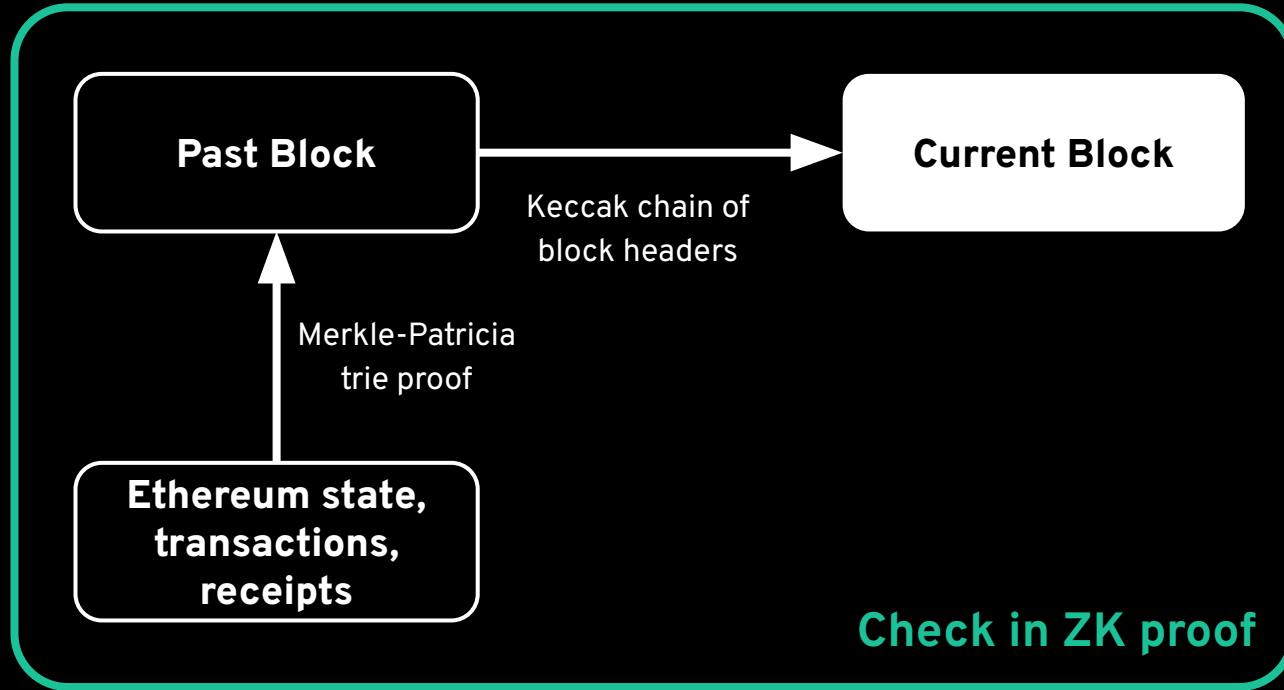 Past Block
Current Block
Keccak chain of
block headers
Merkle-Patricia
trie proof
Ethereum state,
transactions,
receipts
Check in ZK proof